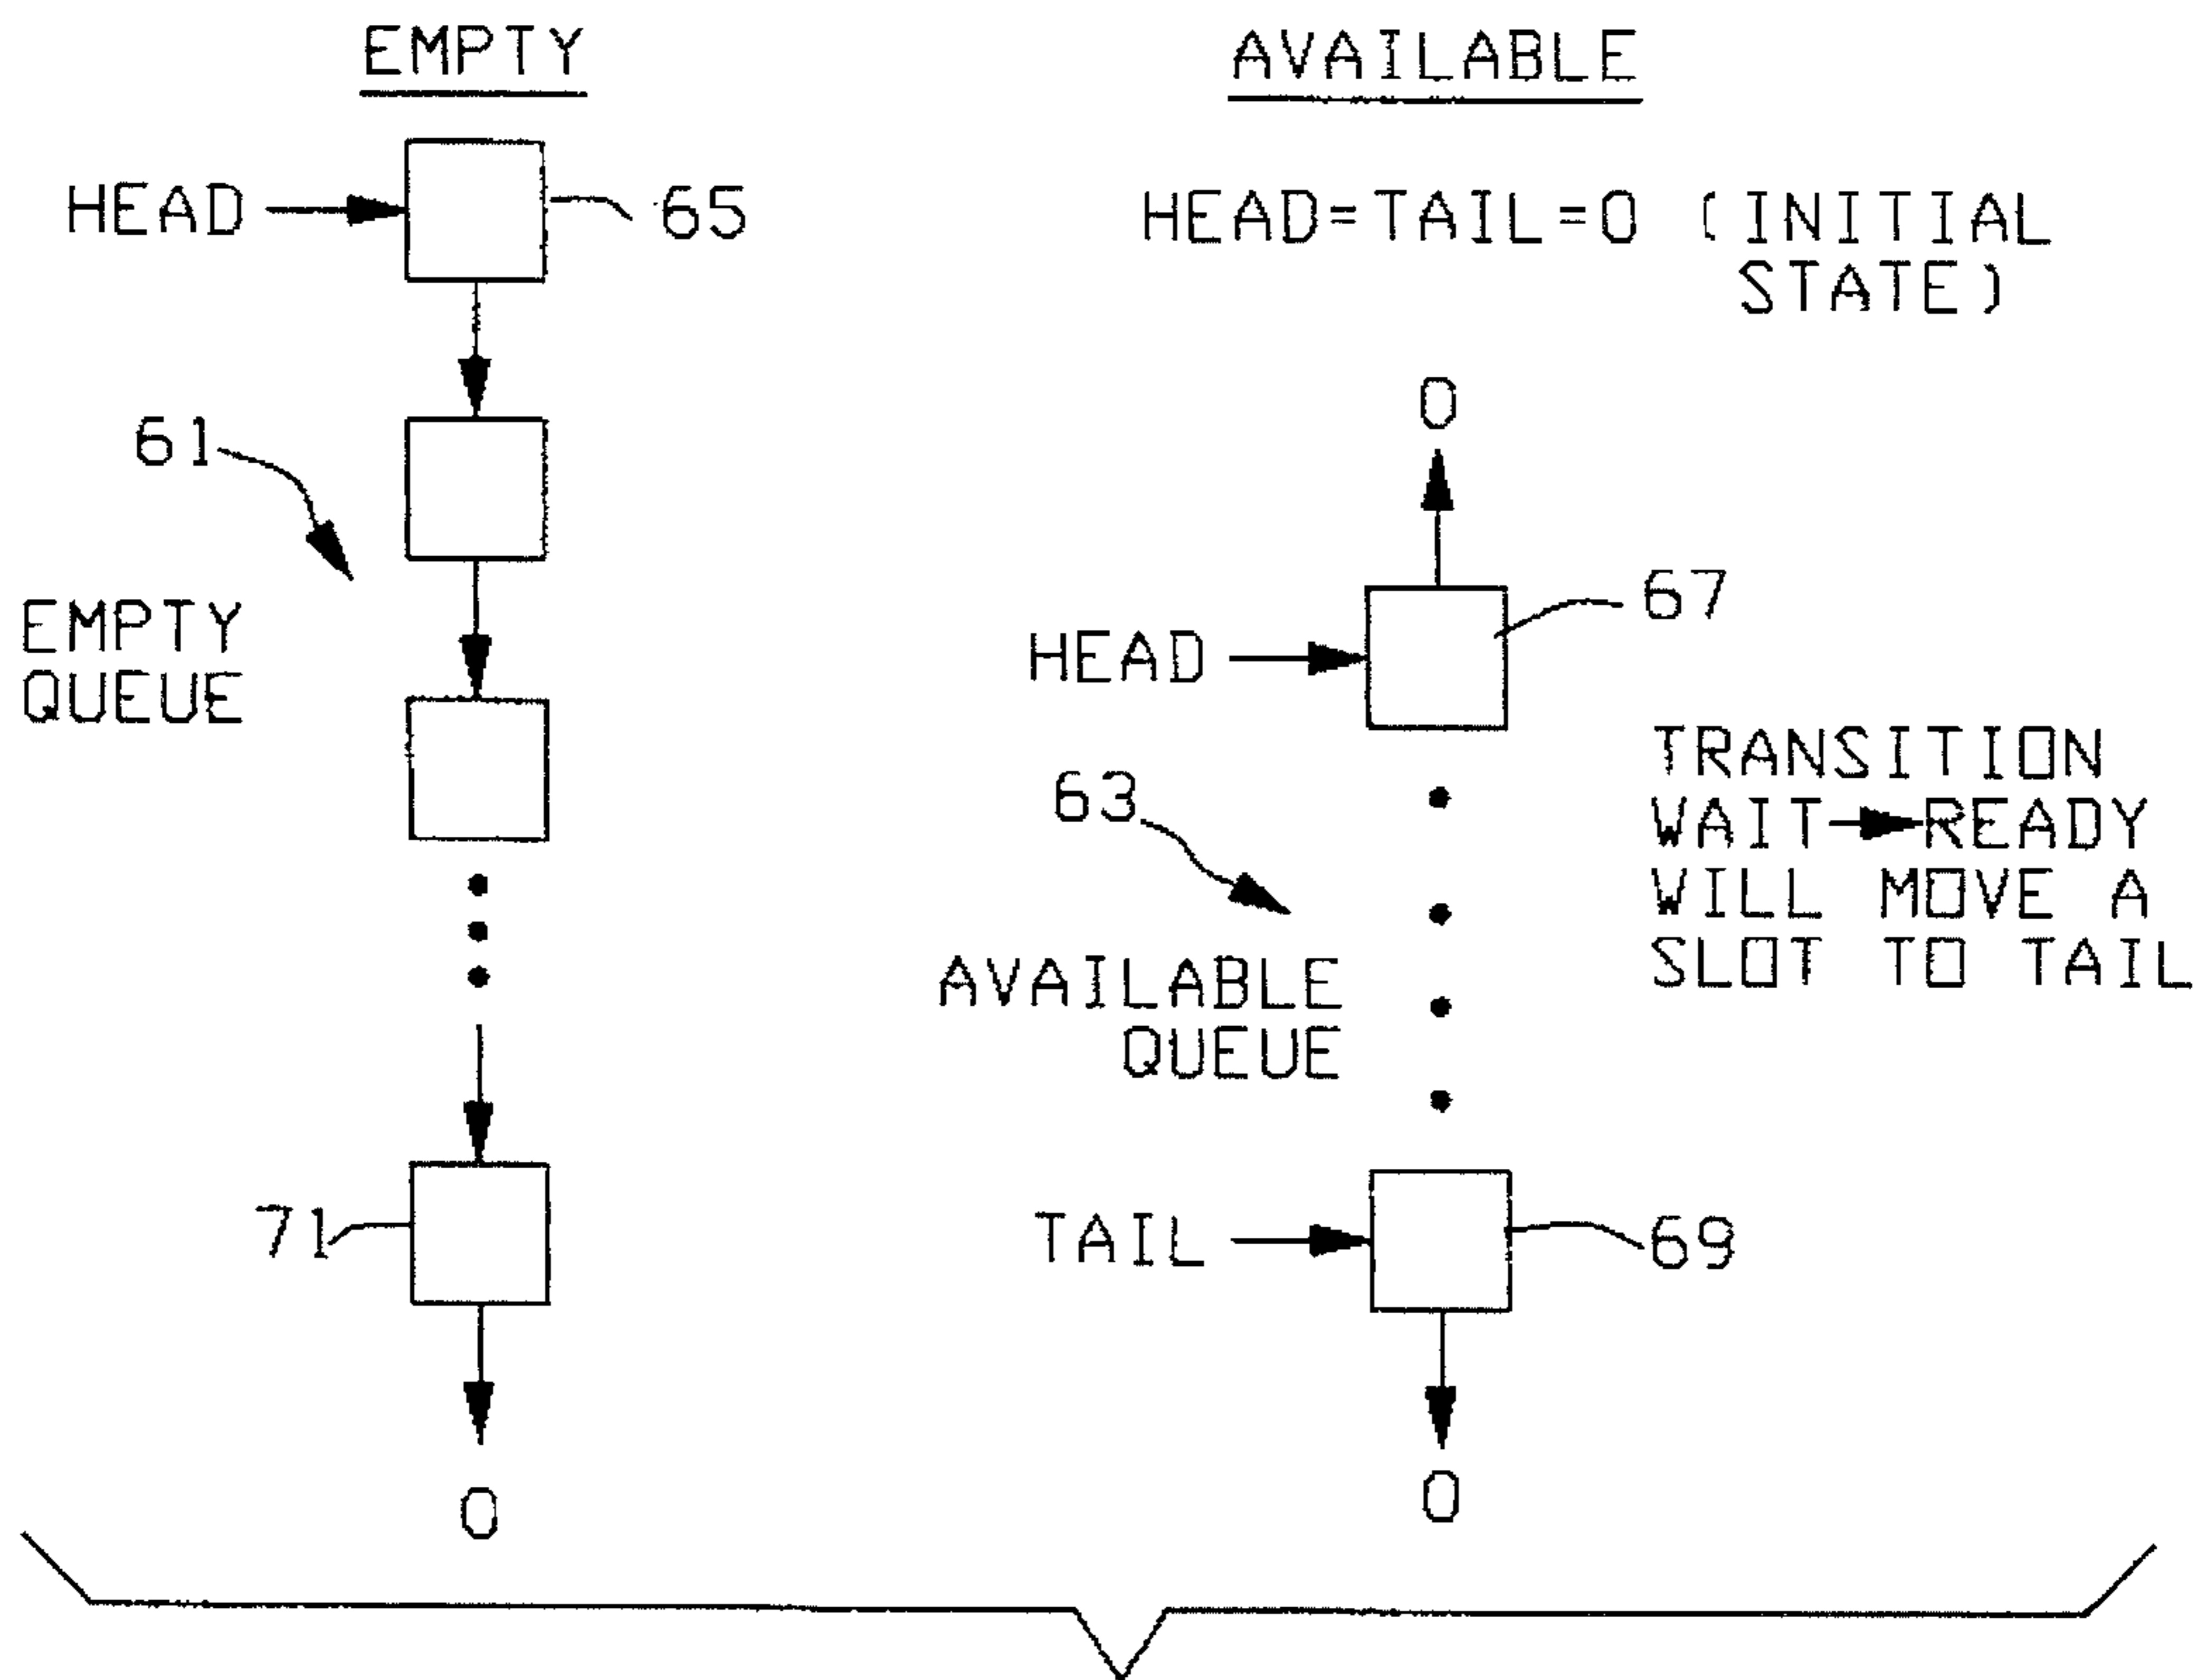 EMPTY
HEAD
65
61
EMPTY
QUEUE
71
0
AVAILABLE
HEAD=TAIL=0 (INITIAL
STATE)
0
HEAD
67
63
AVAILABLE
QUEUE
TRANSITION
WAIT→READY
WILL MOVE A
SLOT TO TAIL
TAIL
69
0